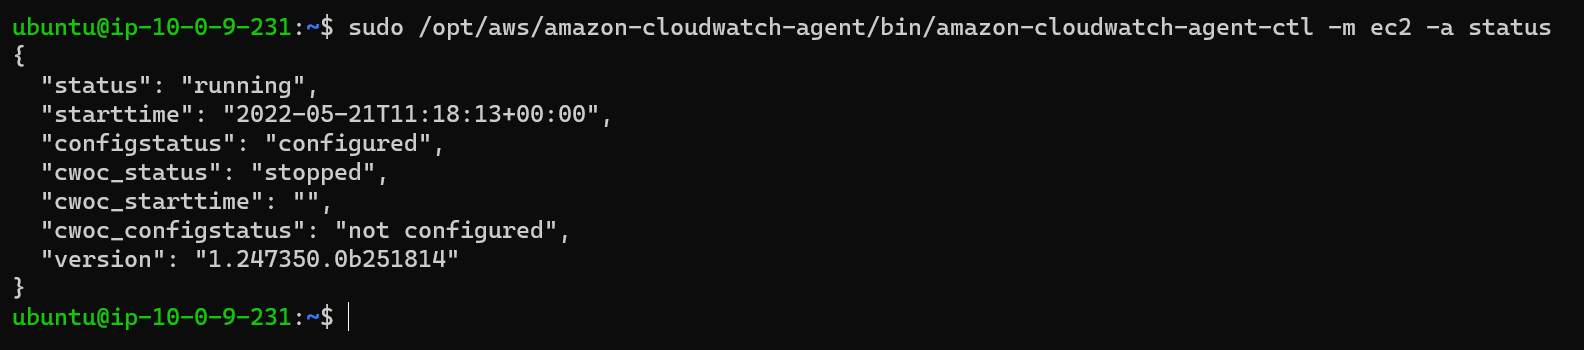 ubuntu@ip-10-0-9-231:~$ sudo /opt/aws/amazon-cloudwatch-agent/bin/amazon-cloudwatch-agent-ctl -m ec2 -a status
{
  "status": "running",
  "starttime": "2022-05-21T11:18:13+00:00",
  "configstatus": "configured",
  "cwoc_status": "stopped",
  "cwoc_starttime": "",
  "cwoc_configstatus": "not configured",
  "version": "1.247350.0b251814"
}
ubuntu@ip-10-0-9-231:~$